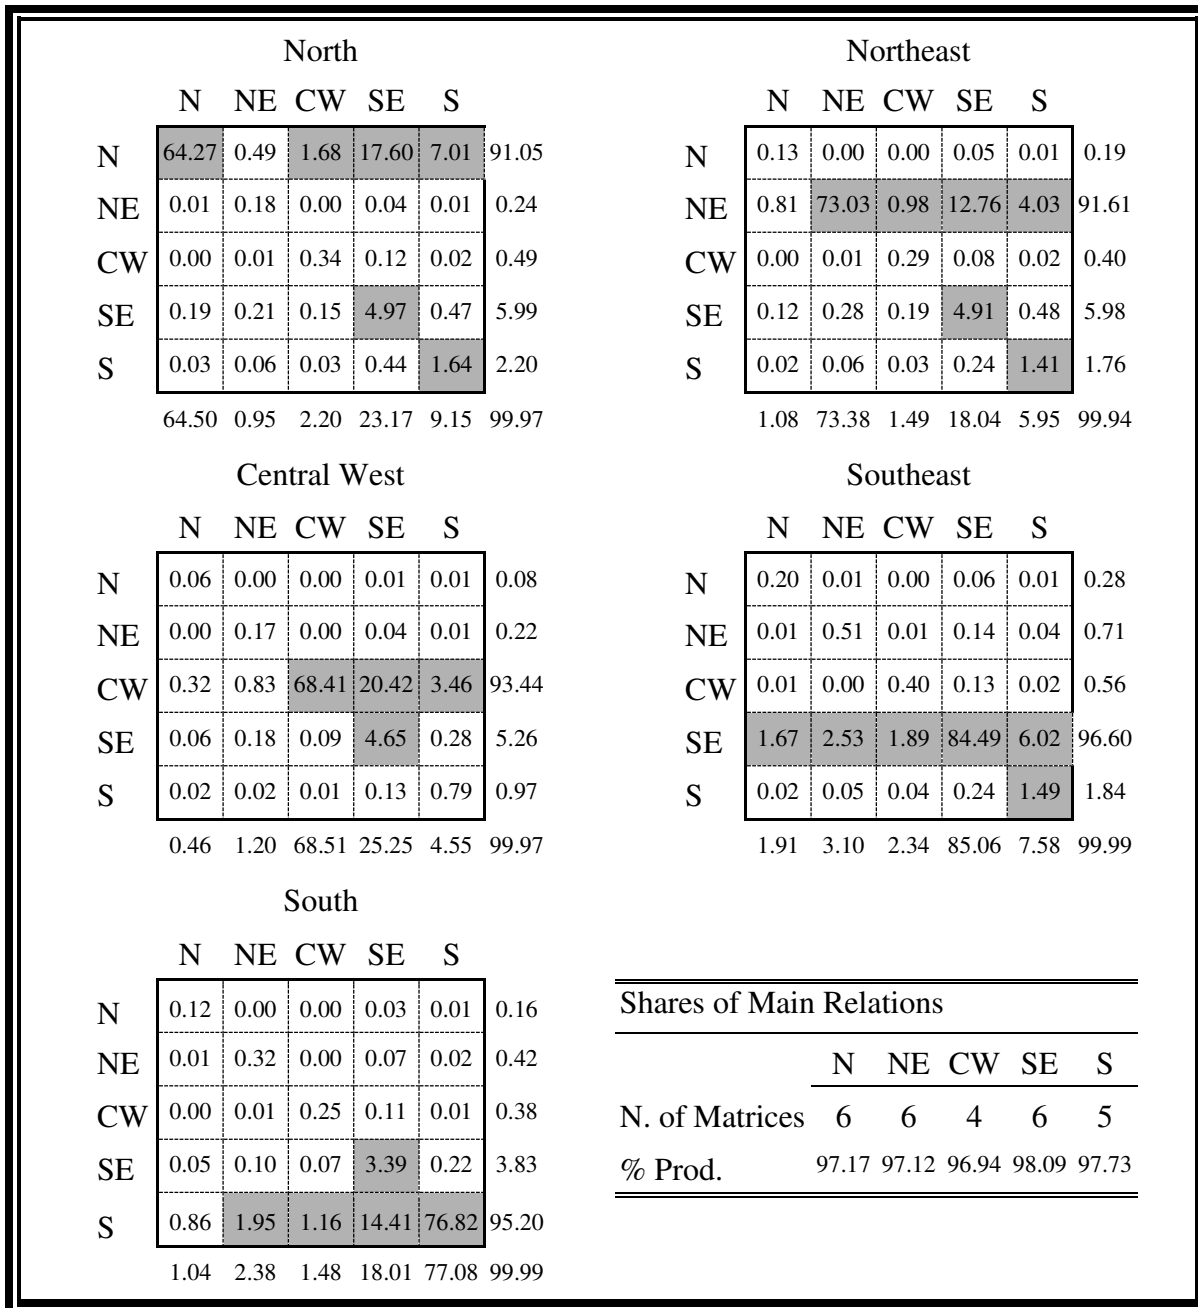 North
N NE CW SE S
N 64.27 0.49 1.68 17.60 7.01 91.05
NE 0.01 0.18 0.00 0.04 0.01 0.24
CW 0.00 0.01 0.34 0.12 0.02 0.49
SE 0.19 0.21 0.15 4.97 0.47 5.99
S 0.03 0.06 0.03 0.44 1.64 2.20
64.50 0.95 2.20 23.17 9.15 99.97
Northeast
N NE CW SE S
N 0.13 0.00 0.00 0.05 0.01 0.19
NE 0.81 73.03 0.98 12.76 4.03 91.61
CW 0.00 0.01 0.29 0.08 0.02 0.40
SE 0.12 0.28 0.19 4.91 0.48 5.98
S 0.02 0.06 0.03 0.24 1.41 1.76
1.08 73.38 1.49 18.04 5.95 99.94
Central West
N NE CW SE S
N 0.06 0.00 0.00 0.01 0.01 0.08
NE 0.00 0.17 0.00 0.04 0.01 0.22
CW 0.32 0.83 68.41 20.42 3.46 93.44
SE 0.06 0.18 0.09 4.65 0.28 5.26
S 0.02 0.02 0.01 0.13 0.79 0.97
0.46 1.20 68.51 25.25 4.55 99.97
Southeast
N NE CW SE S
N 0.20 0.01 0.00 0.06 0.01 0.28
NE 0.01 0.51 0.01 0.14 0.04 0.71
CW 0.01 0.00 0.40 0.13 0.02 0.56
SE 1.67 2.53 1.89 84.49 6.02 96.60
S 0.02 0.05 0.04 0.24 1.49 1.84
1.91 3.10 2.34 85.06 7.58 99.99
South
N NE CW SE S
N 0.12 0.00 0.00 0.03 0.01 0.16
NE 0.01 0.32 0.00 0.07 0.02 0.42
CW 0.00 0.01 0.25 0.11 0.01 0.38
SE 0.05 0.10 0.07 3.39 0.22 3.83
S 0.86 1.95 1.16 14.41 76.82 95.20
1.04 2.38 1.48 18.01 77.08 99.99
Shares of Main Relations
N NE CW SE S
N. of Matrices 6 6 4 6 5
% Prod. 97.17 97.12 96.94 98.09 97.73